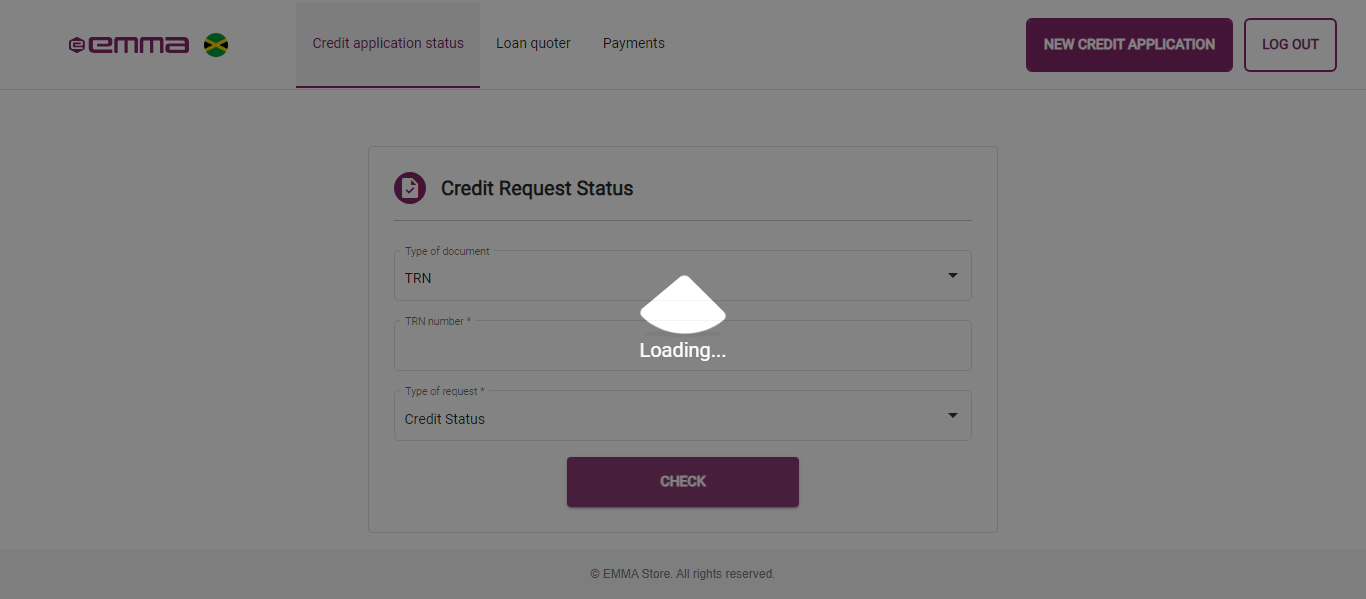 emma
Credit application status
Loan quoter
Payments
NEW CREDIT APPLICATION
LOG OUT
Credit Request Status
Type of document
TRN
TRN number *
Loading...
Type of request *
Credit Status
CHECK
© EMMA Store. All rights reserved.